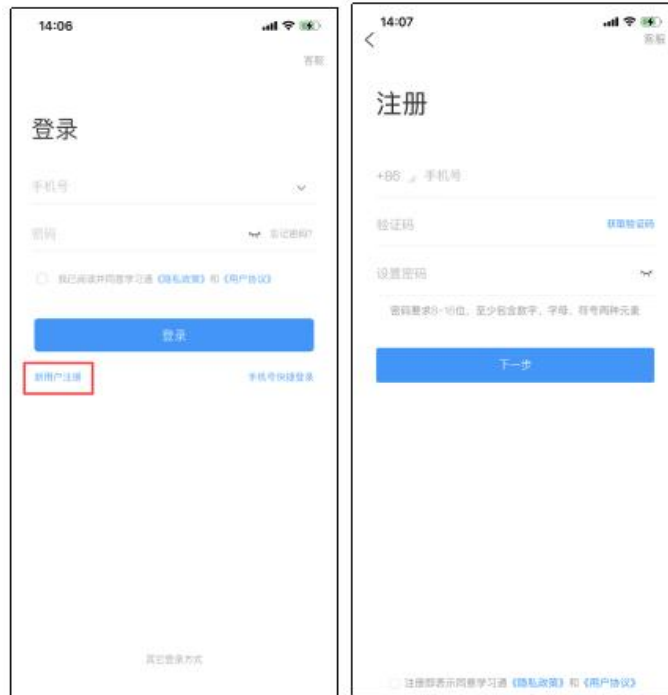 14:06
客服
登录
手机号
密码
忘记密码?
我已阅读并同意学习通《隐私政策》和《用户协议》
登录
新用户注册
手机号快捷登录
其它登录方式
14:07
客服
注册
+86 手机号
验证码
获取验证码
设置密码
密码要求8-16位，至少包含数字，字母，符号两种元素
下一步
注册即表示同意学习通《隐私政策》和《用户协议》